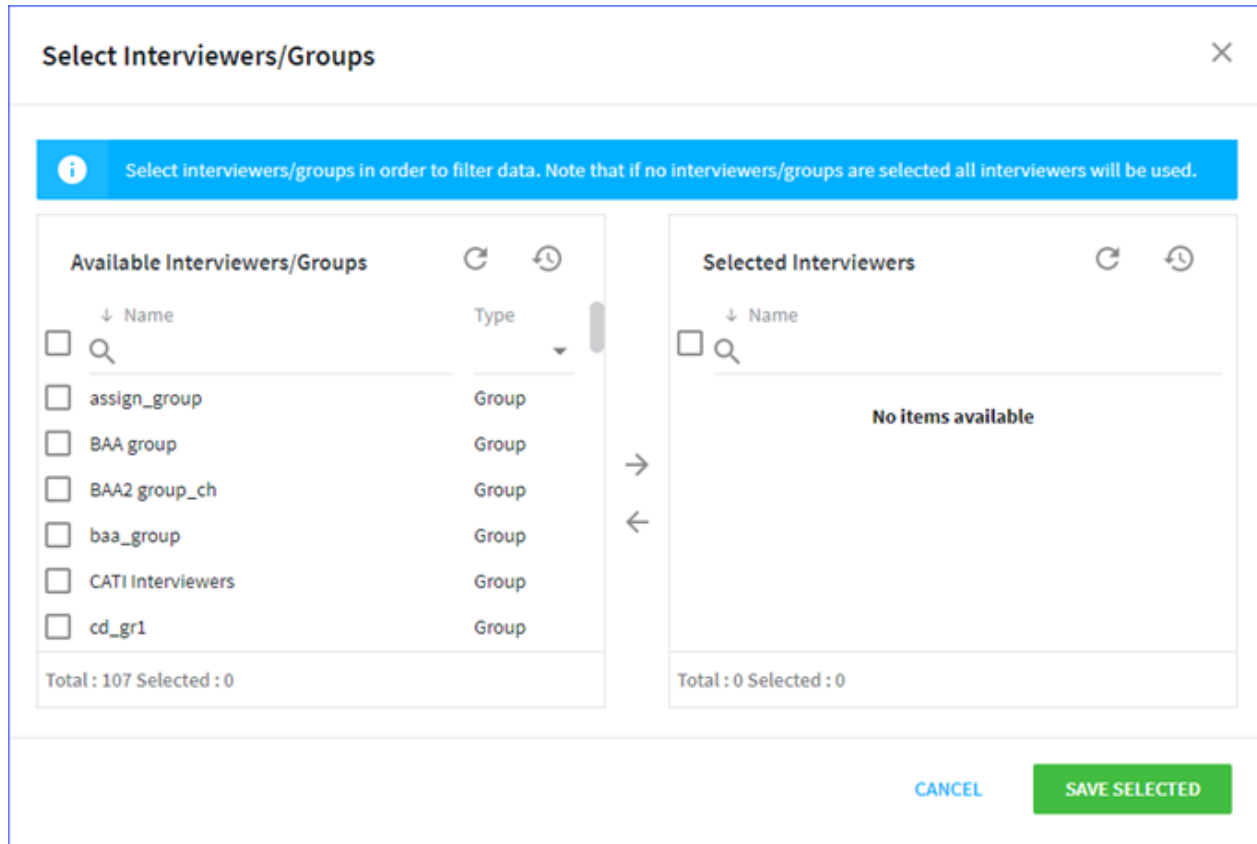 Select Interviewers/Groups
Select interviewers/groups in order to filter data. Note that if no interviewers/groups are selected all interviewers will be used.
Available Interviewers/Groups
Name Type
assign_group Group
BAA group Group
BAA2 group_ch Group
baa_group Group
CATI Interviewers Group
cd_gr1 Group
Total : 107 Selected : 0
Selected Interviewers
Name
No items available
Total : 0 Selected : 0
CANCEL SAVE SELECTED